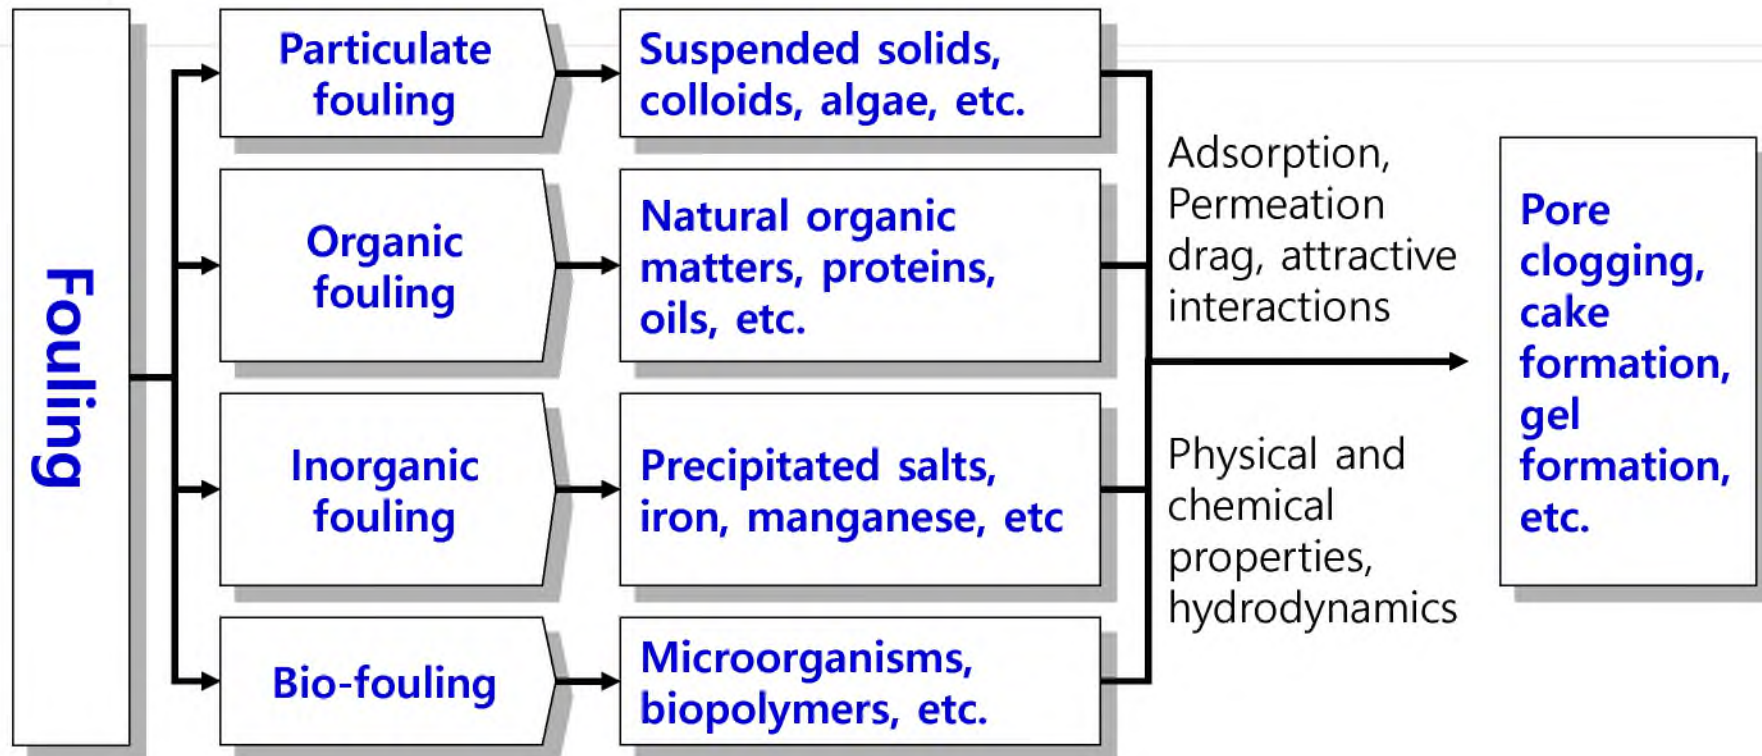 Fouling
Particulate
fouling
Suspended solids,
colloids, algae, etc.
Organic
fouling
Natural organic
matters, proteins,
oils, etc.
Inorganic
fouling
Precipitated salts,
iron, manganese, etc
Bio-fouling
Microorganisms,
biopolymers, etc.
Adsorption,
Permeation
drag, attractive
interactions
Physical and
chemical
properties,
hydrodynamics
Pore
clogging,
cake
formation,
gel
formation,
etc.